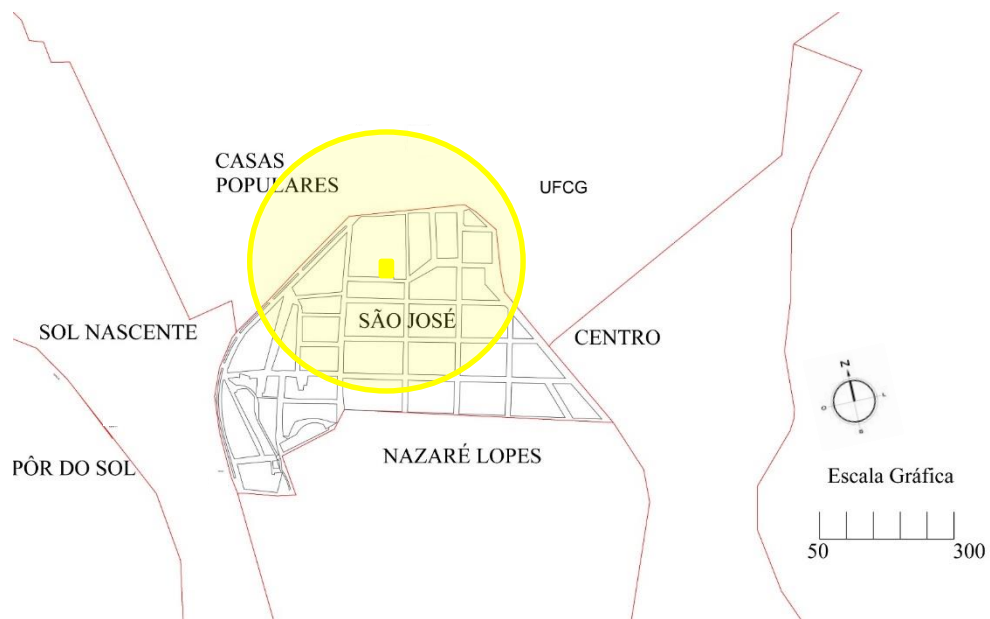 CASAS
POPULARES
UFCG
SOL NASCENTE
SÃO JOSÉ
CENTRO
PÔR DO SOL
NAZARÉ LOPES
N
O
L
S
Escala Gráfica
50
300